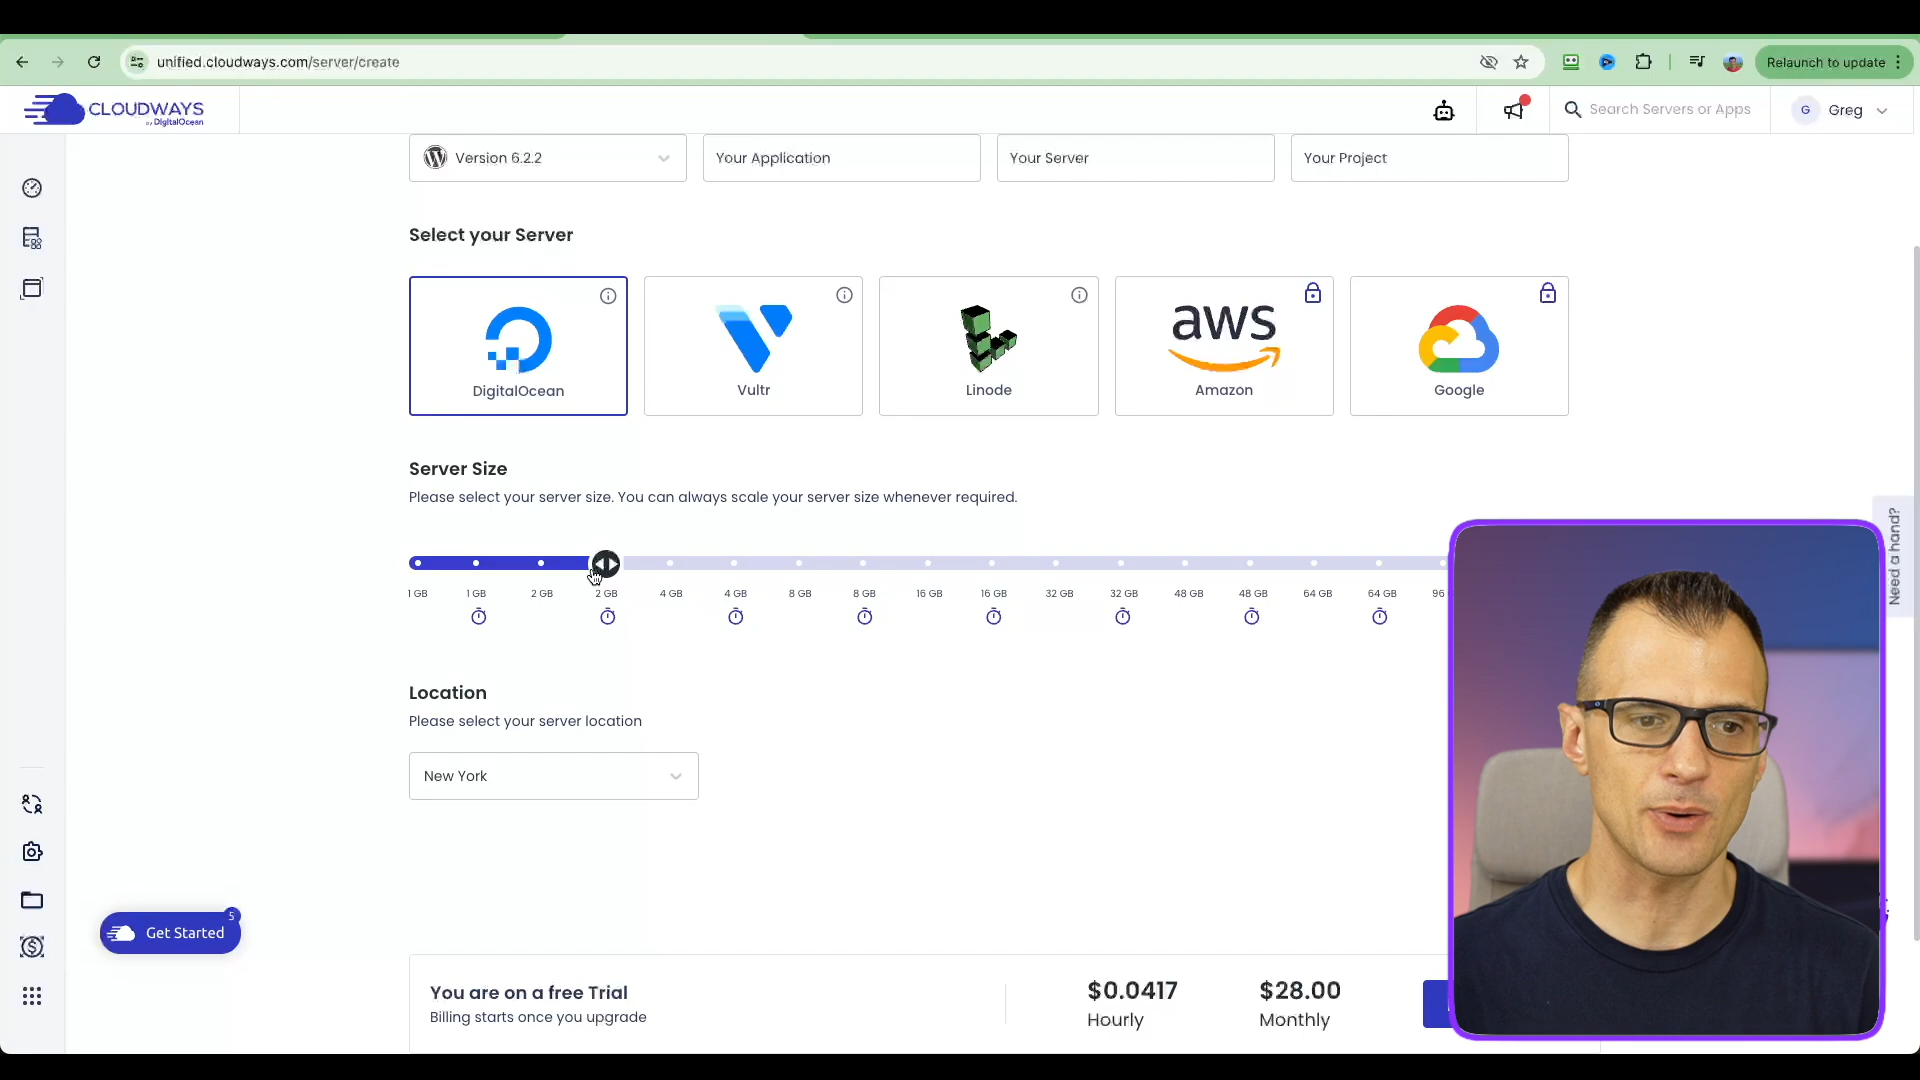 unified.cloudways.com/server/create
Relaunch to update
CLOUDWAYS
by DigitalOcean
Search Servers or Apps
G
Greg
Version 6.2.2
Your Application
Your Server
Your Project
Select your Server
DigitalOcean
Vultr
Linode
aws
Amazon
Google
Server Size
Please select your server size. You can always scale your server size whenever required.
1 GB
1 GB
2 GB
2 GB
4 GB
4 GB
8 GB
8 GB
16 GB
16 GB
32 GB
32 GB
48 GB
48 GB
64 GB
64 GB
96
Need a hand?
Location
Please select your server location
New York
Get Started
5
You are on a free Trial
Billing starts once you upgrade
$0.0417
Hourly
$28.00
Monthly